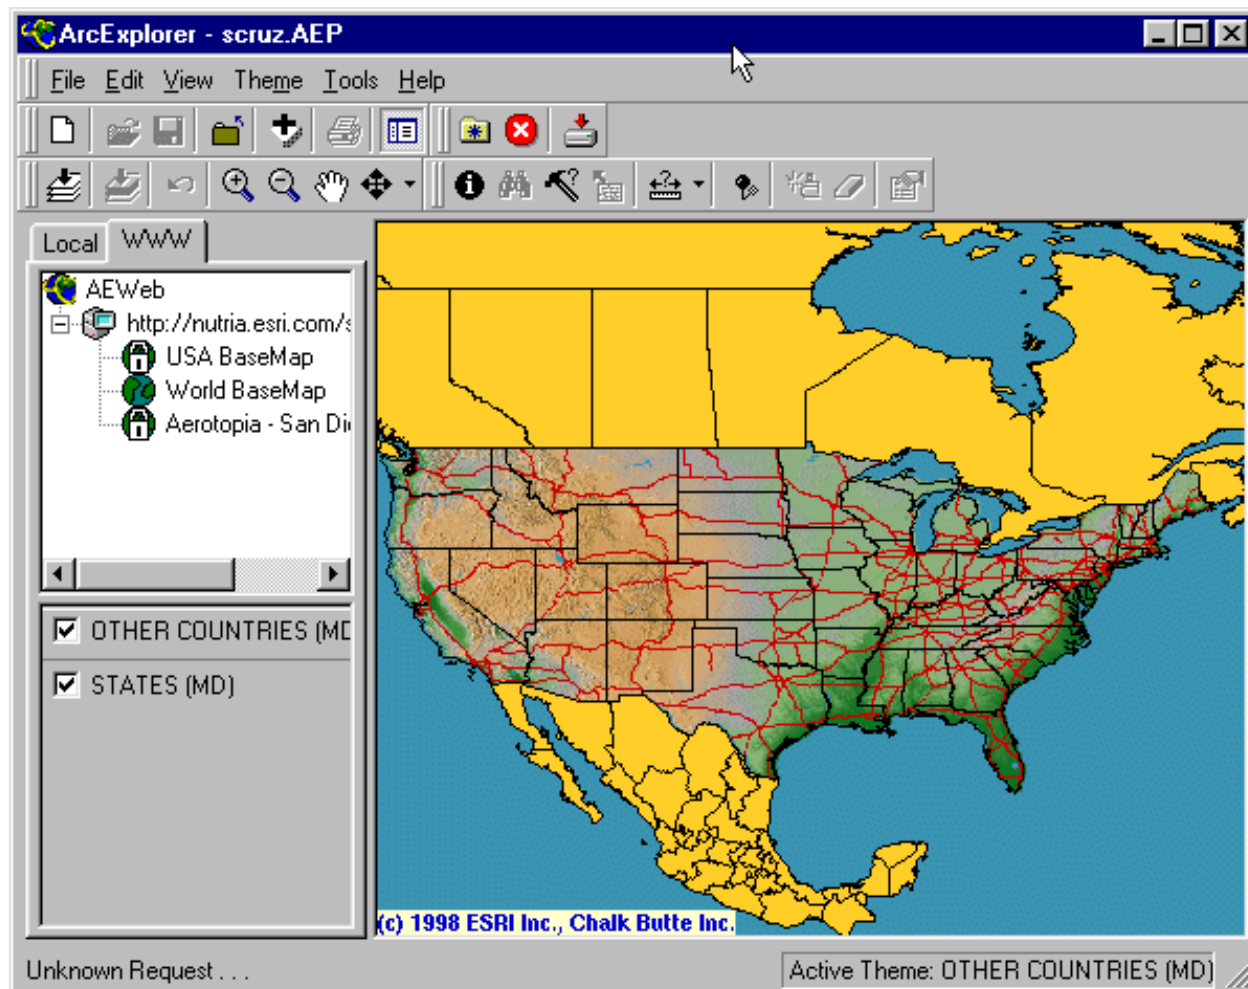 ArcExplorer - scruz.AEP
File Edit View Theme Tools Help
Local WWW
AEWeb
http://nutria.esri.com/s
USA BaseMap
World BaseMap
Aerotopia - San Di
OTHER COUNTRIES (MD
STATES (MD)
(c) 1998 ESRI Inc., Chalk Butte Inc.
Unknown Request . . .
Active Theme: OTHER COUNTRIES (MD)